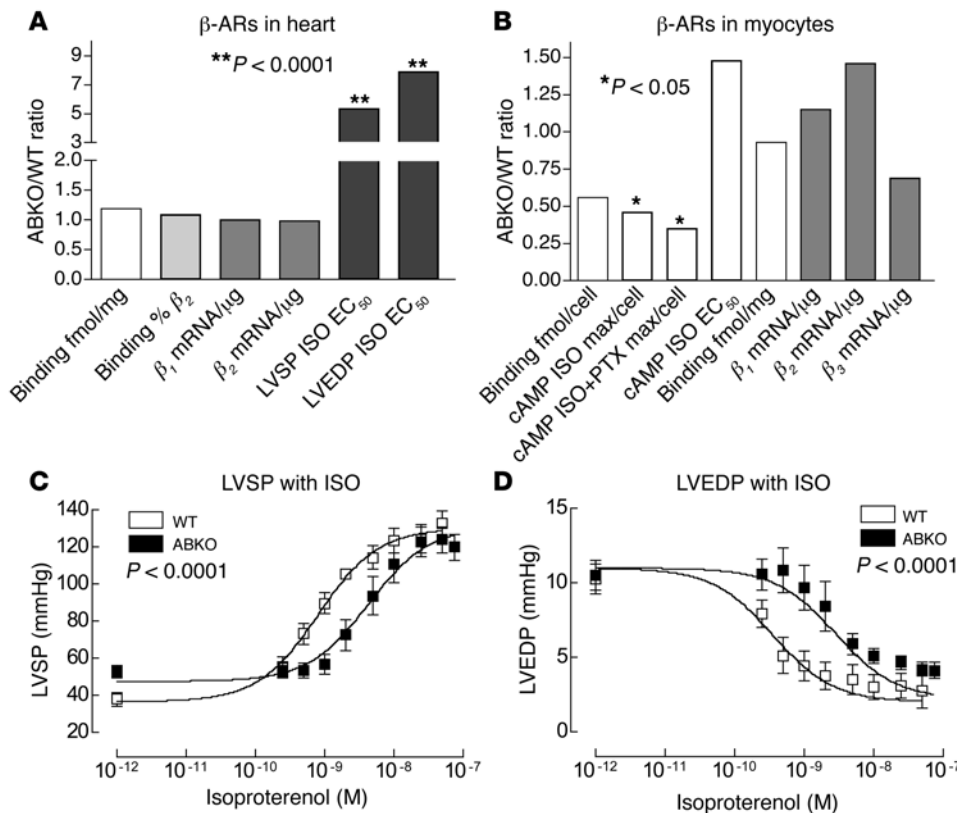 A
β-ARs in heart
ABKO/WT ratio
9
7
5
3
2.0
1.5
1.0
0.5
0.0
**P < 0.0001
**
**
Binding fmol/mg
Binding % β₂
β₁ mRNA/μg
β₂ mRNA/μg
LVSP ISO EC₅₀
LVEDP ISO EC₅₀
B
β-ARs in myocytes
ABKO/WT ratio
1.50
1.25
1.00
0.75
0.50
0.25
0.00
*P < 0.05
*
*
Binding fmol/cell
cAMP ISO max/cell
cAMP ISO+PTX max/cell
cAMP ISO EC₅₀
Binding fmol/mg
β₁ mRNA/μg
β₂ mRNA/μg
β₃ mRNA/μg
C
LVSP with ISO
LVSP (mmHg)
140
120
100
80
60
40
20
WT
ABKO
P < 0.0001
10⁻¹² 10⁻¹¹ 10⁻¹⁰ 10⁻⁹ 10⁻⁸ 10⁻⁷
Isoproterenol (M)
D
LVEDP with ISO
LVEDP (mmHg)
15
10
5
0
WT
ABKO
P < 0.0001
10⁻¹² 10⁻¹¹ 10⁻¹⁰ 10⁻⁹ 10⁻⁸ 10⁻⁷
Isoproterenol (M)